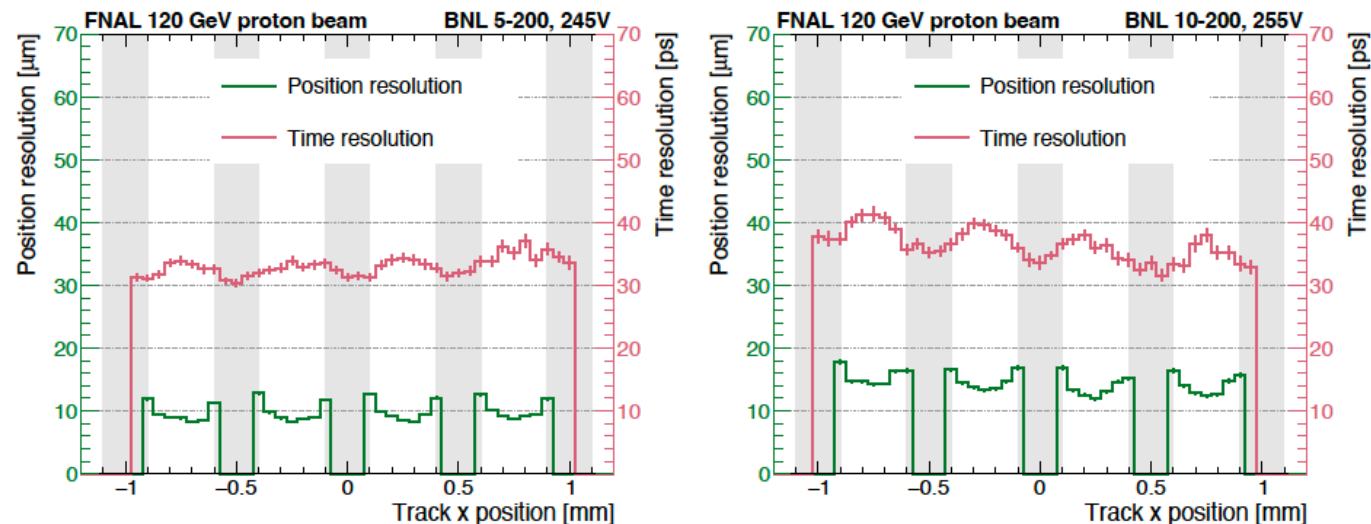 FNAL 120 GeV proton beam BNL 5-200, 245V
Position resolution [μm]
Time resolution [ps]
70
60
50
40
30
20
10
0
70
60
50
40
30
20
10
Position resolution
Time resolution
−1 −0.5 0 0.5 1
Track x position [mm]
FNAL 120 GeV proton beam BNL 10-200, 255V
Position resolution [μm]
Time resolution [ps]
70
60
50
40
30
20
10
0
70
60
50
40
30
20
10
Position resolution
Time resolution
−1 −0.5 0 0.5 1
Track x position [mm]